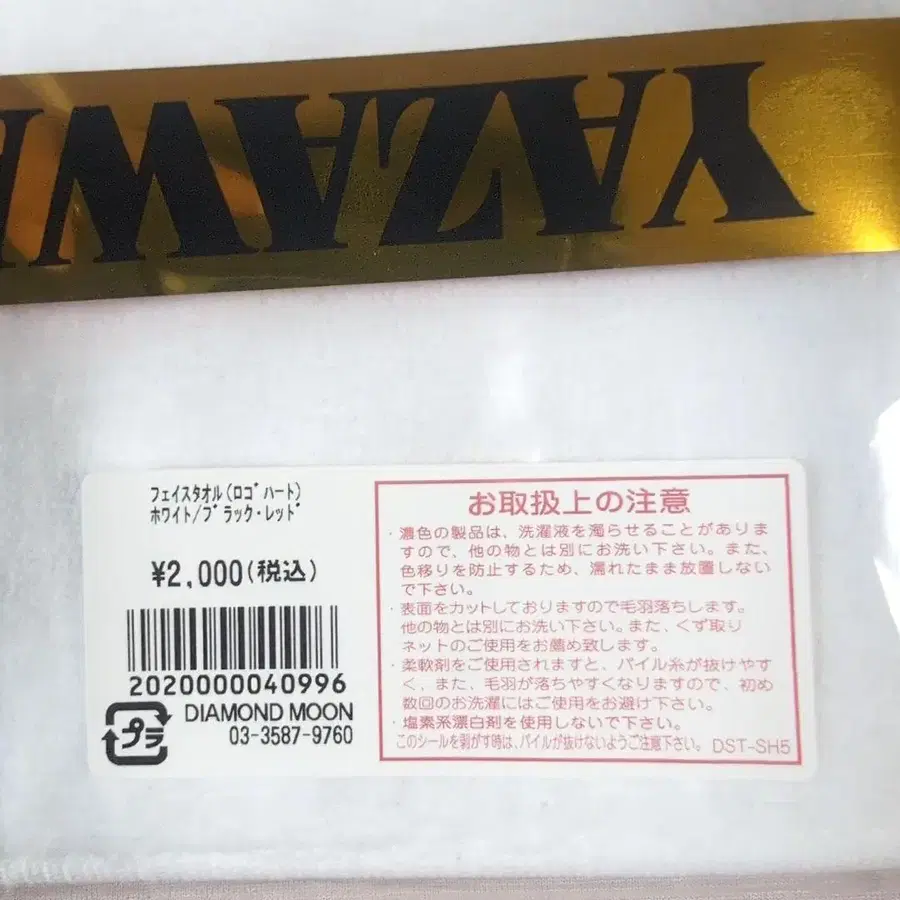 YAZAWA
フェイスタオル(ロゴハート)
ホワイト/ブラック・レッド
¥2,000(税込)
2020000040996
プラ
DIAMOND MOON
03-3587-9760
お取扱上の注意
・濃色の製品は、洗濯液を濁らせることがありま
すので、他の物とは別にお洗い下さい。また、
色移りを防止するため、濡れたまま放置しない
で下さい。
・表面をカットしておりますので毛羽落ちします。
他の物とは別にお洗い下さい。また、くず取り
ネットのご使用をお薦め致します。
・柔軟剤をご使用されますと、パイル糸が抜けやす
く、また、毛羽が落ちやすくなりますので、初め
数回のお洗濯にはご使用をお避け下さい。
・塩素系漂白剤を使用しないで下さい。
このシールを剥がす時は、パイルが抜けないようご注意下さい。 DST-SH5